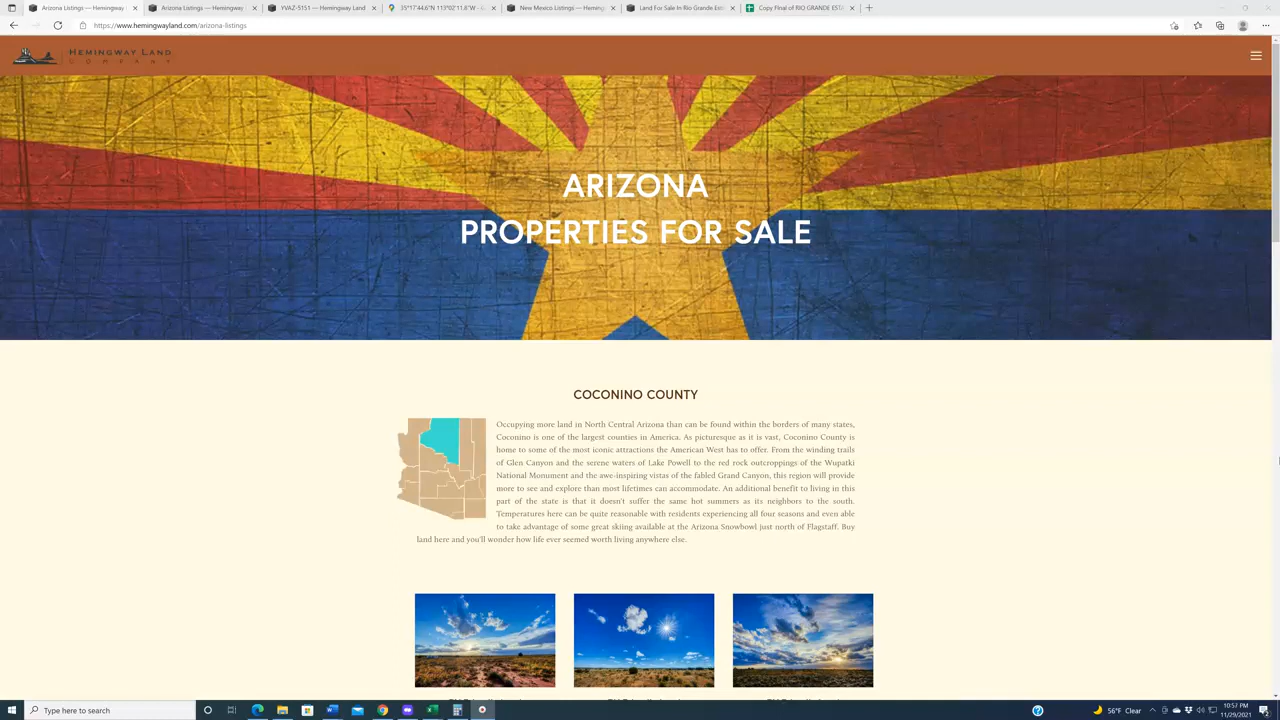 Arizona Listings — Hemingway
Arizona Listings — Hemingway
YVAZ-5151 — Hemingway Land
35°17'44.6"N 113°02'11.6"W
New Mexico Listings — Heming
Land For Sale In Rio Grande Est
Copy Final of RIO GRANDE EST
https://www.hemingwayland.com/arizona-listings
HEMINGWAY LAND
COMPANY
ARIZONA
PROPERTIES FOR SALE
COCONINO COUNTY
Occupying more land in North Central Arizona than can be found within the borders of many states,
Coconino is one of the largest counties in America. As picturesque as it is vast, Coconino County is
home to some of the most iconic attractions the American West has to offer. From the winding trails
of Glen Canyon and the serene waters of Lake Powell to the red rock outcroppings of the Wupatki
National Monument and the awe-inspiring vistas of the fabled Grand Canyon, this region will provide
more to see and explore than most lifetimes can accommodate. An additional benefit to living in this
part of the state is that it doesn't suffer the same hot summers as its neighbors to the south.
Temperatures here can be quite reasonable with residents experiencing all four seasons and even able
to take advantage of some great skiing available at the Arizona Snowbowl just north of Flagstaff. Buy
land here and you'll wonder how life ever seemed worth living anywhere else.
Type here to search
56°F Clear
10:57 PM
11/29/2021